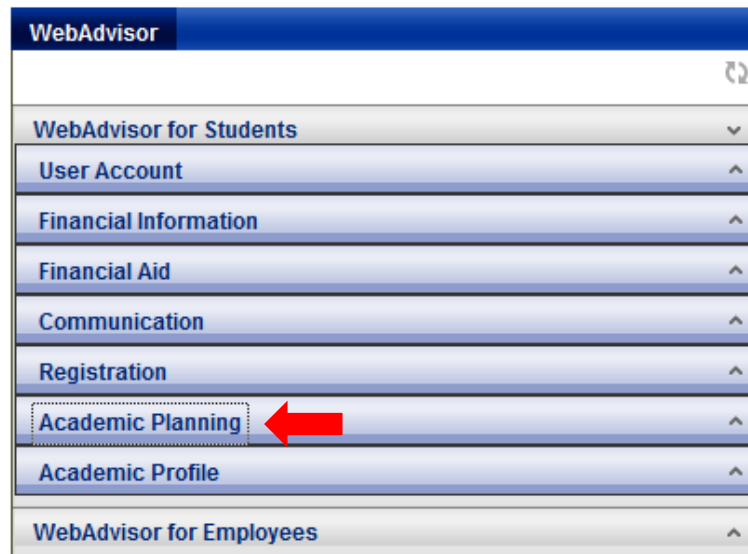 WebAdvisor
WebAdvisor for Students
User Account
Financial Information
Financial Aid
Communication
Registration
Academic Planning
Academic Profile
WebAdvisor for Employees